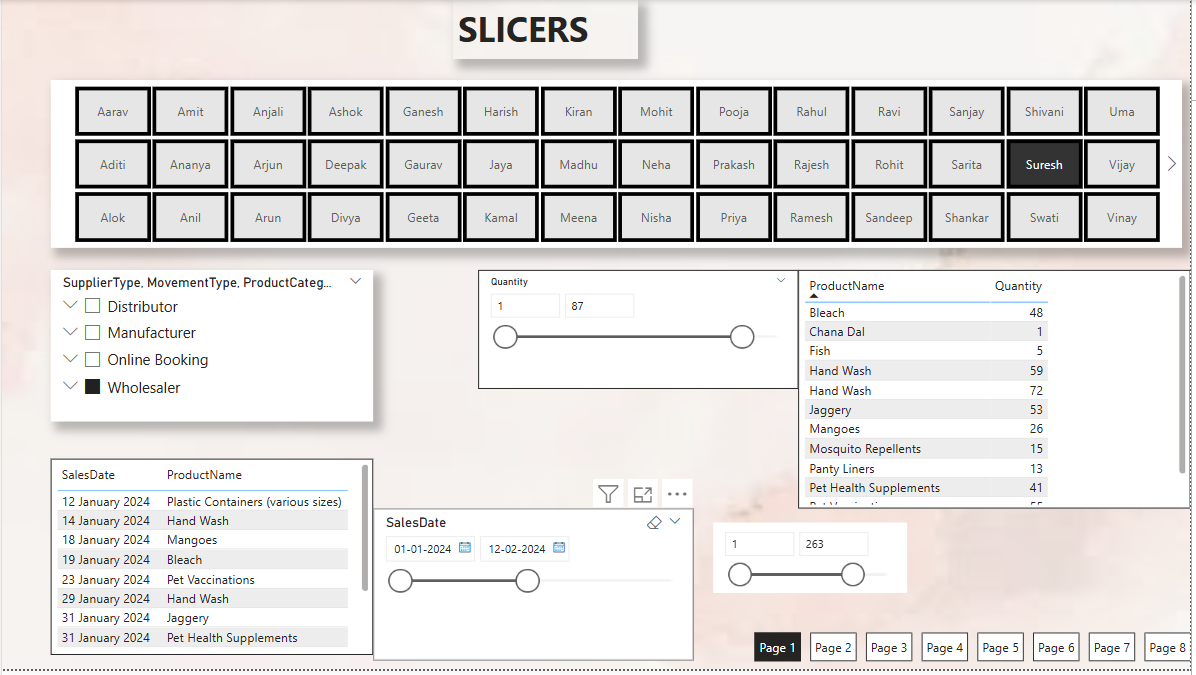 SLICERS
Aarav Amit Anjali Ashok Ganesh Harish Kiran Mohit Pooja Rahul Ravi Sanjay Shivani Uma
Aditi Ananya Arjun Deepak Gaurav Jaya Madhu Neha Prakash Rajesh Rohit Sarita Suresh Vijay
Alok Anil Arun Divya Geeta Kamal Meena Nisha Priya Ramesh Sandeep Shankar Swati Vinay
SupplierType, MovementType, ProductCateg...
Distributor
Manufacturer
Online Booking
Wholesaler
Quantity
1 87
ProductName Quantity
Bleach 48
Chana Dal 1
Fish 5
Hand Wash 59
Hand Wash 72
Jaggery 53
Mangoes 26
Mosquito Repellents 15
Panty Liners 13
Pet Health Supplements 41
SalesDate ProductName
12 January 2024 Plastic Containers (various sizes)
14 January 2024 Hand Wash
18 January 2024 Mangoes
19 January 2024 Bleach
23 January 2024 Pet Vaccinations
29 January 2024 Hand Wash
31 January 2024 Jaggery
31 January 2024 Pet Health Supplements
SalesDate
01-01-2024 12-02-2024
1 263
Page 1 Page 2 Page 3 Page 4 Page 5 Page 6 Page 7 Page 8